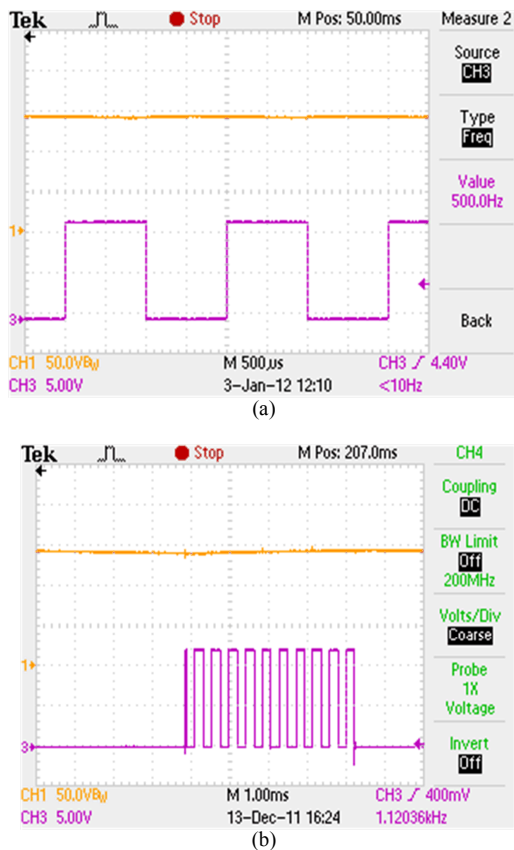 Tek Stop M Pos: 50.00ms Measure 2
Source
CH3
Type
Freq
Value
500.0Hz
1
3
Back
CH1 50.0VBW M 500µs CH3 4.40V
CH3 5.00V 3-Jan-12 12:10 <10Hz
(a)
Tek Stop M Pos: 207.0ms CH4
Coupling
DC
BW Limit
Off
200MHz
Volts/Div
Coarse
1
Probe
1X
Voltage
3
Invert
Off
CH1 50.0VBW M 1.00ms CH3 400mV
CH3 5.00V 13-Dec-11 16:24 1.12036kHz
(b)